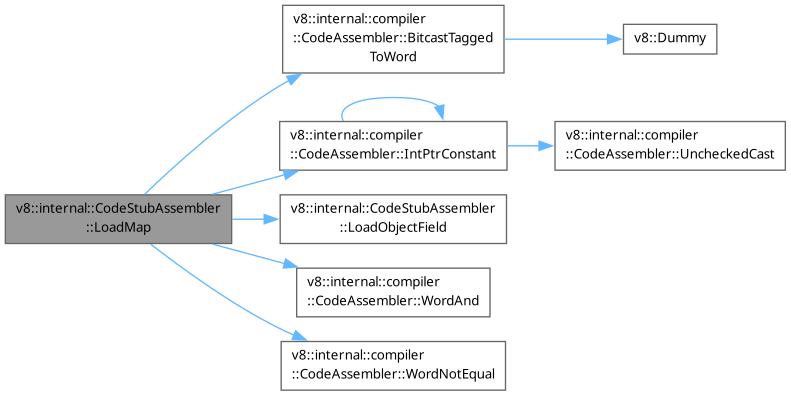 v8::internal::compiler
::CodeAssembler::BitcastTagged
ToWord
v8::Dummy
v8::internal::compiler
::CodeAssembler::IntPtrConstant
v8::internal::compiler
::CodeAssembler::UncheckedCast
v8::internal::CodeStubAssembler
::LoadMap
v8::internal::CodeStubAssembler
::LoadObjectField
v8::internal::compiler
::CodeAssembler::WordAnd
v8::internal::compiler
::CodeAssembler::WordNotEqual